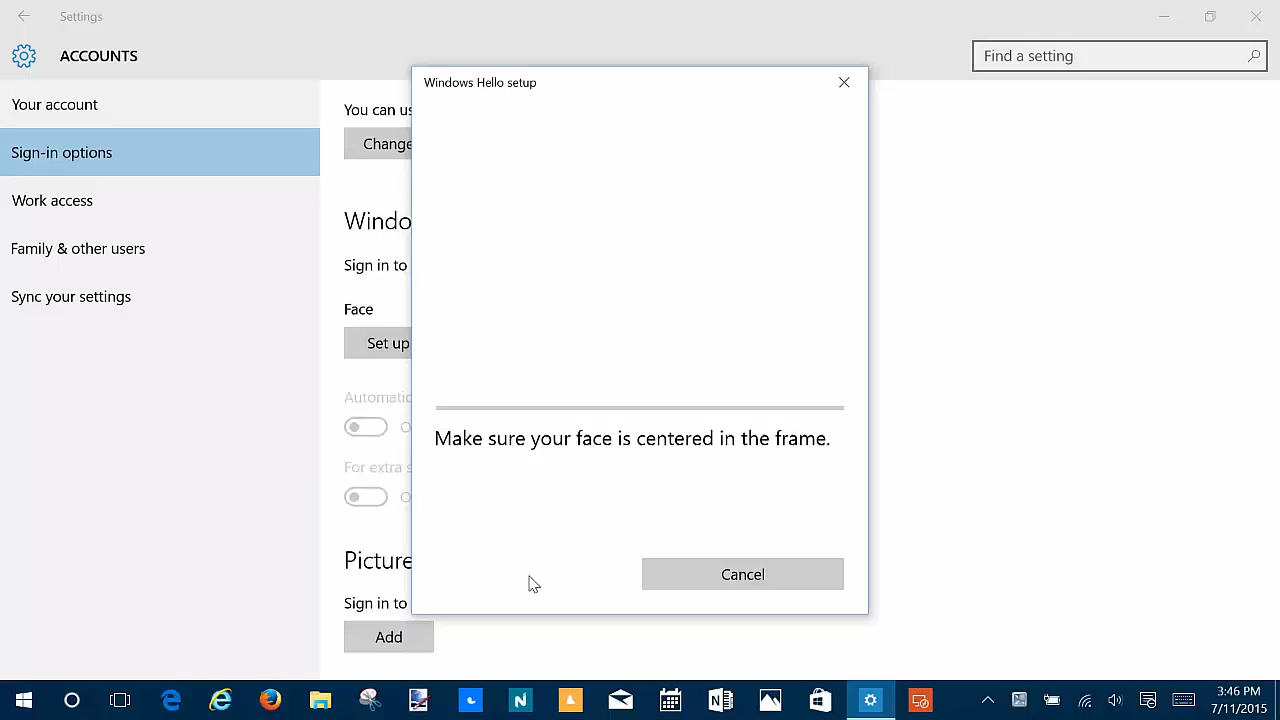 Settings
ACCOUNTS
Find a setting
Your account
Sign-in options
Work access
Family & other users
Sync your settings
You can us
Change
Windo
Sign in to
Face
Set up
Automatic
For extra s
Picture
Sign in to
Add
Windows Hello setup
Make sure your face is centered in the frame.
Cancel
3:46 PM
7/11/2015